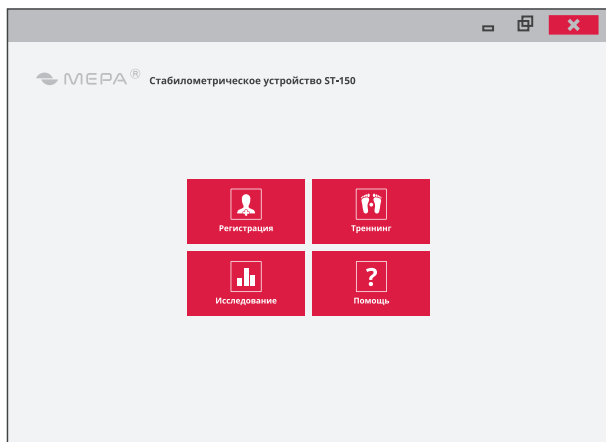 МЕРА® Стабилометрическое устройство ST-150
Регистрация
Треннинг
Исследование
?
Помощь